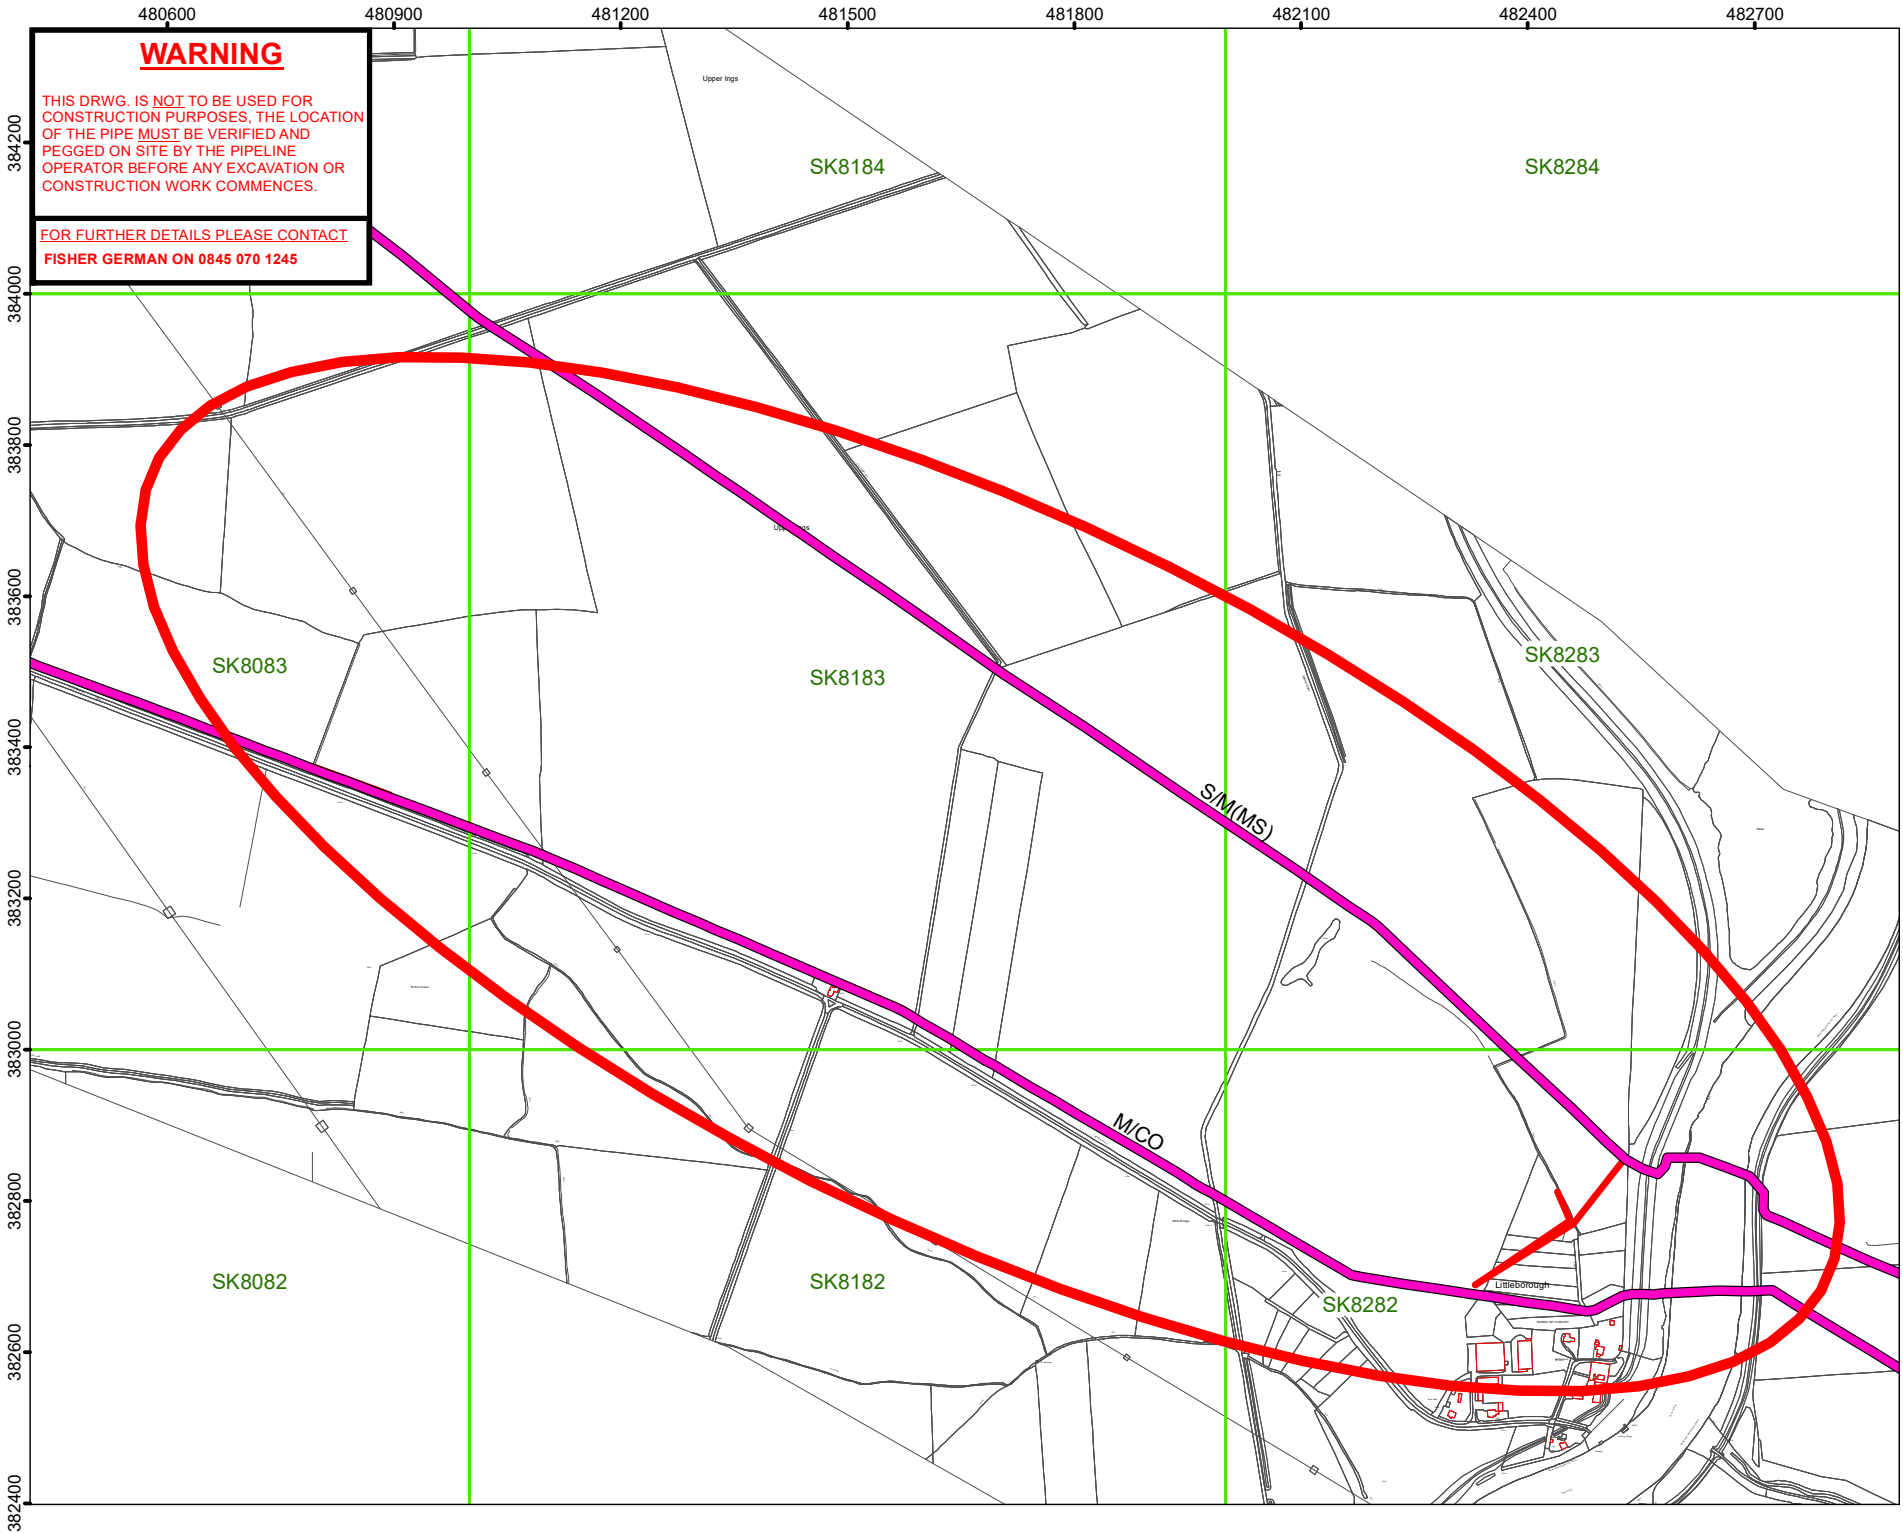 480600 480900 481200 481500 481800 482100 482400 482700
WARNING
THIS DRWG. IS NOT TO BE USED FOR
CONSTRUCTION PURPOSES, THE LOCATION
OF THE PIPE MUST BE VERIFIED AND
PEGGED ON SITE BY THE PIPELINE
OPERATOR BEFORE ANY EXCAVATION OR
CONSTRUCTION WORK COMMENCES.
FOR FURTHER DETAILS PLEASE CONTACT
FISHER GERMAN ON 0845 070 1245
Upper Ings
384200
SK8184
SK8284
384000
383800
383600
SK8083
SK8183
SK8283
383400
S/M(MS)
383200
383000
M/CO
382800
SK8082
SK8182
Littleborough
SK8282
382600
382400